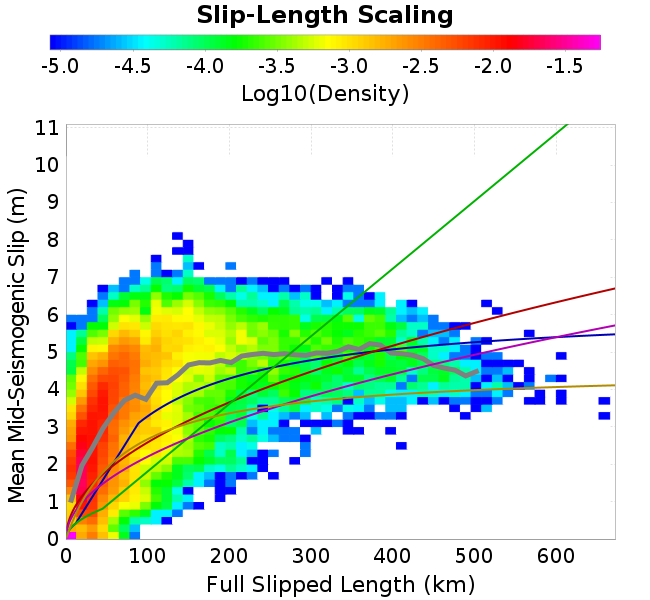 Slip-Length Scaling
-5.0 -4.5 -4.0 -3.5 -3.0 -2.5 -2.0 -1.5
Log10(Density)
11
10
9
8
7
6
5
4
3
2
1
0
Mean Mid-Seismogenic Slip (m)
0 100 200 300 400 500 600
Full Slipped Length (km)